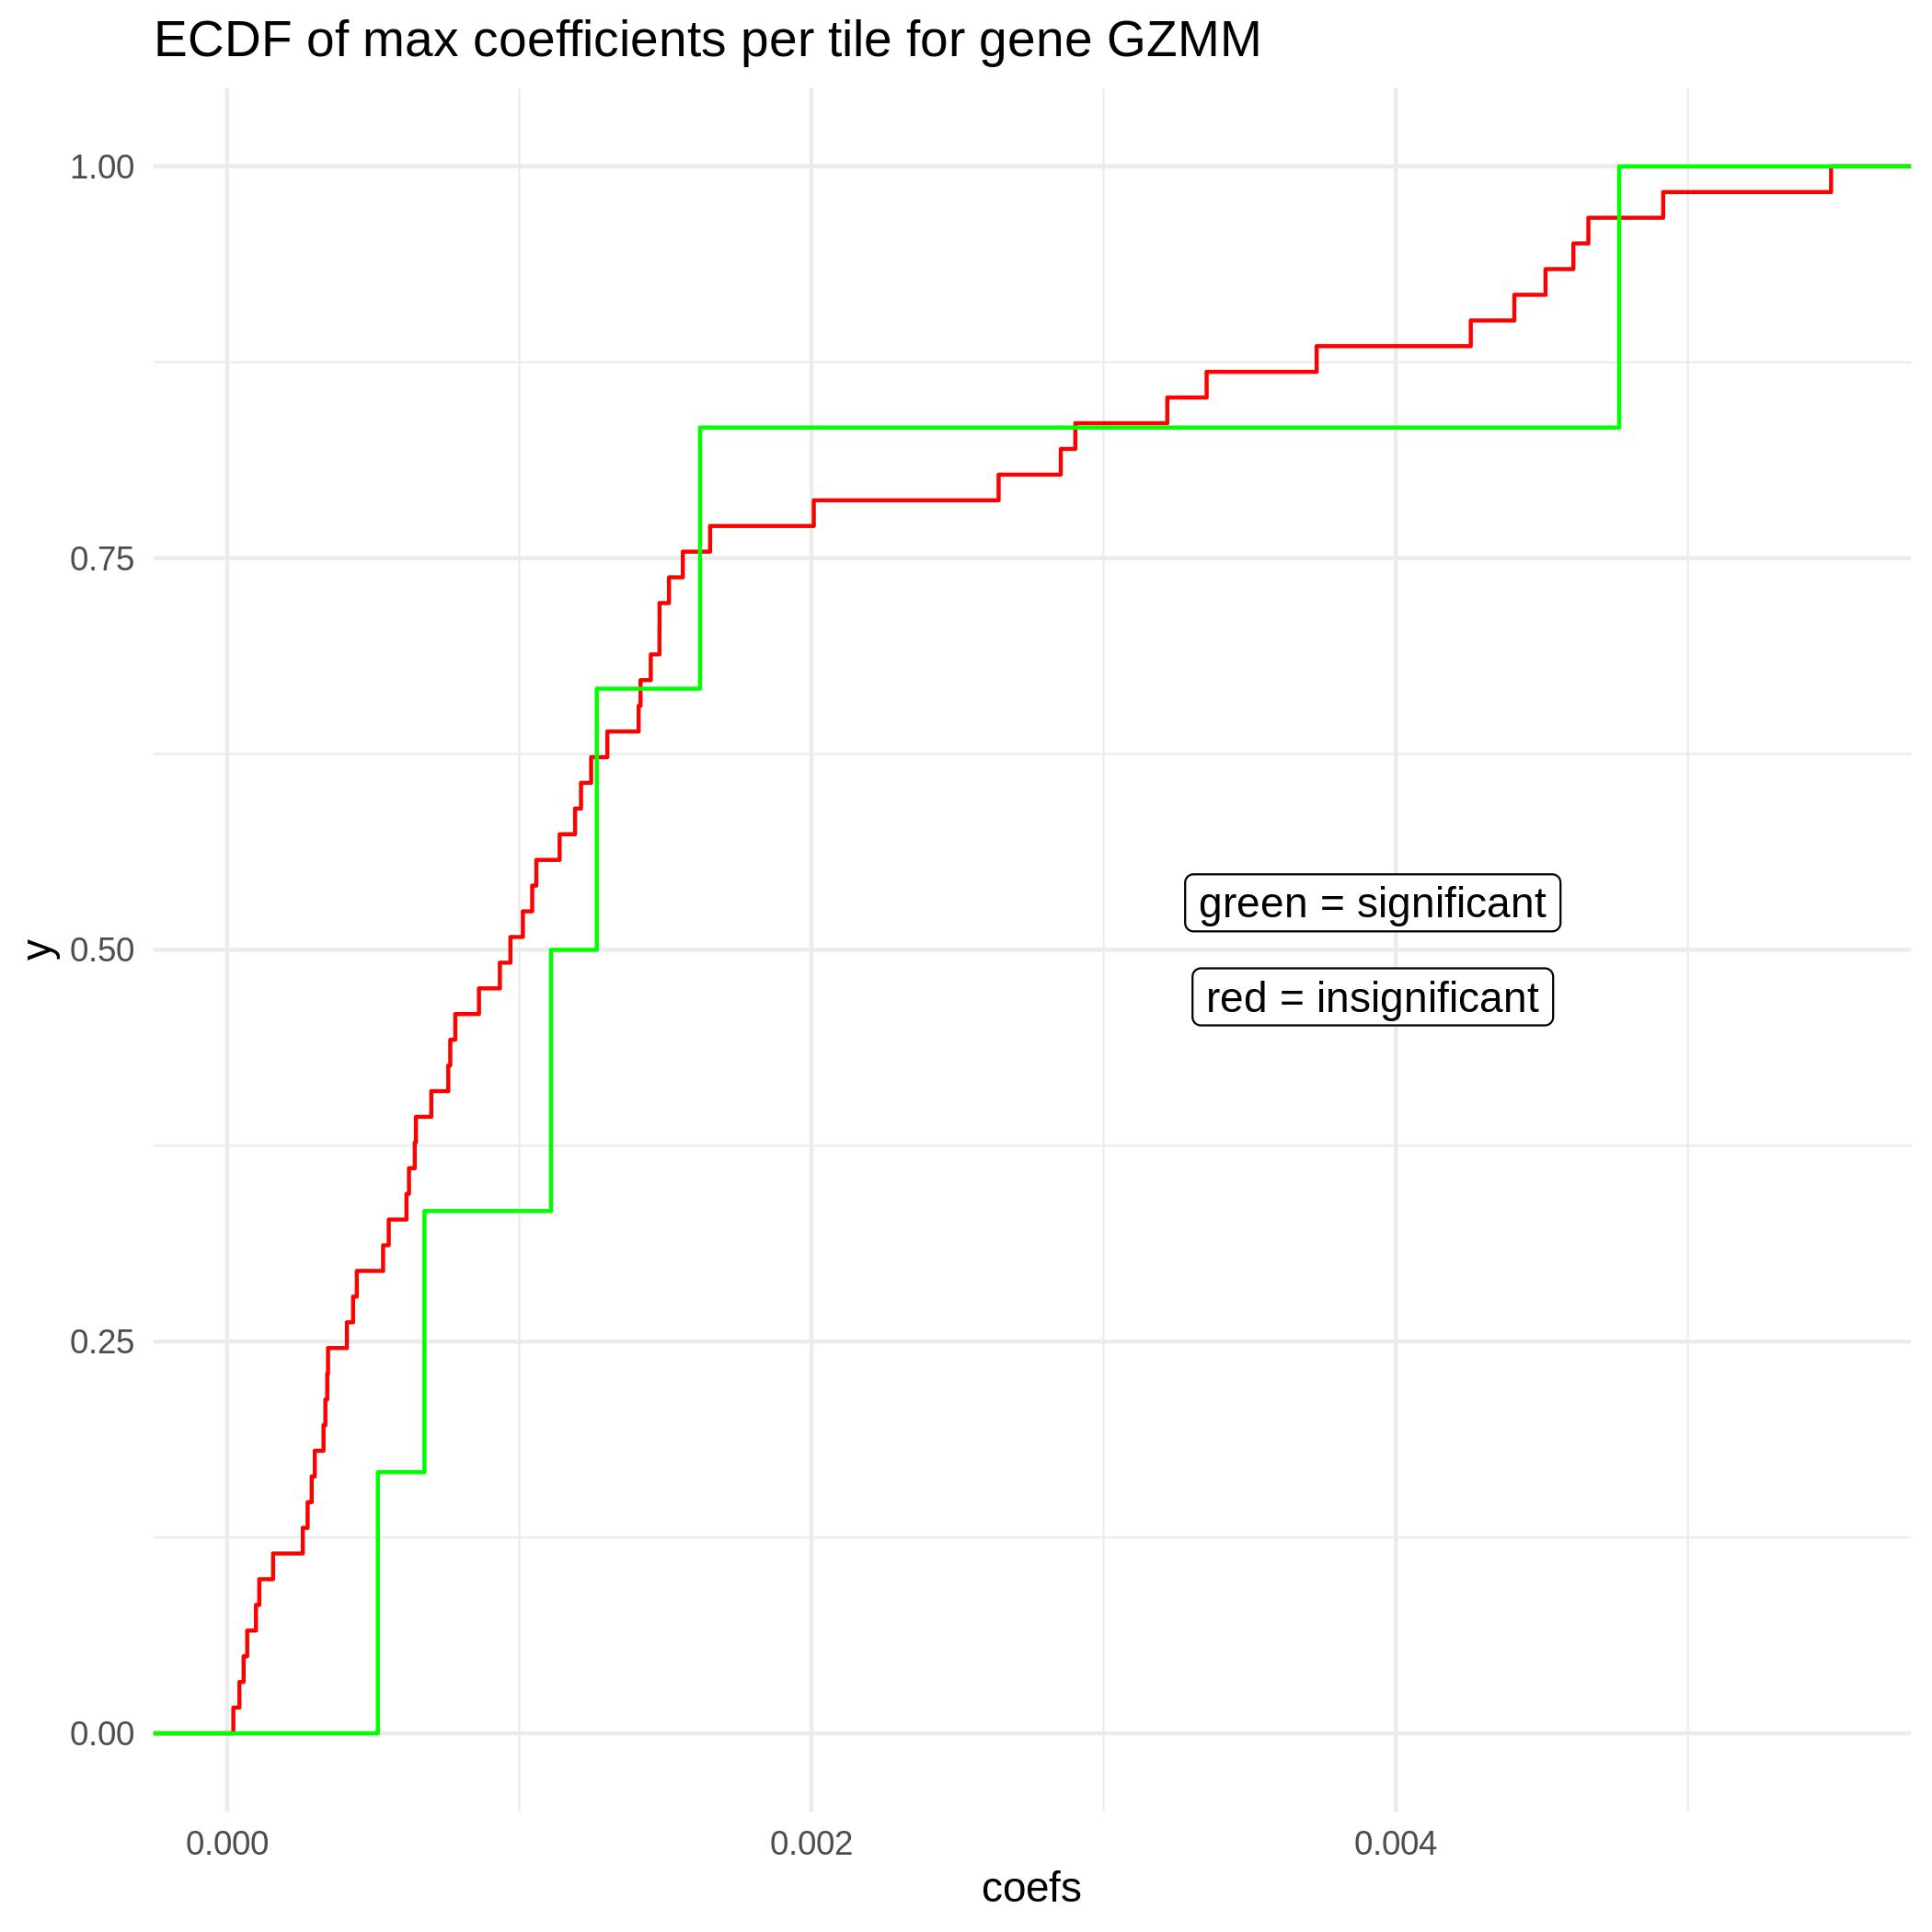 ECDF of max coefficients per tile for gene GZMM
1.00
0.75
0.50
0.25
0.00
y
green = significant
red = insignificant
0.000
0.002
0.004
coefs